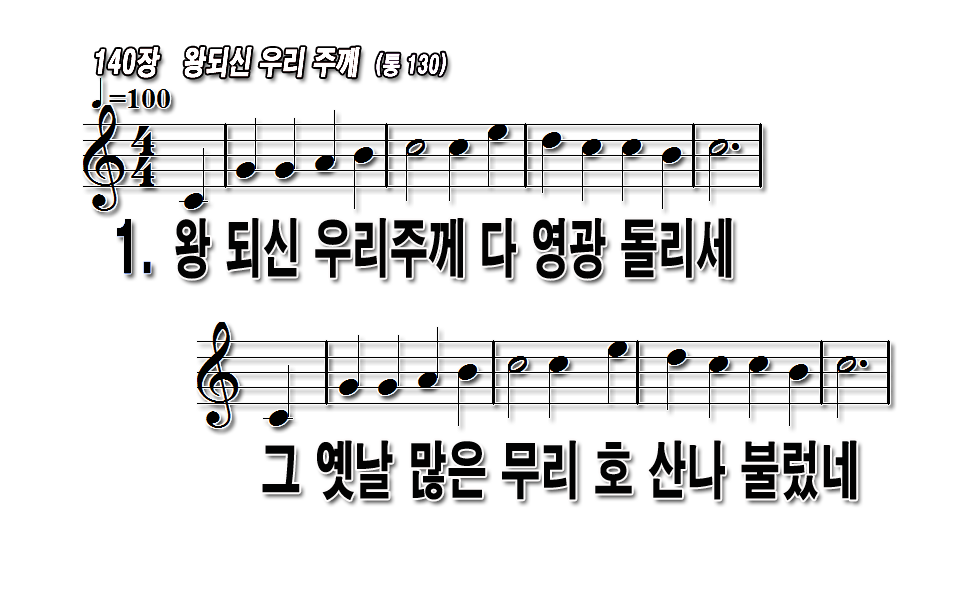 140장 왕되신 우리 주께 (통 130)
♩=100
4/4
1. 왕 되신 우리주께 다 영광 돌리세
그 옛날 많은 무리 호 산나 불렀네